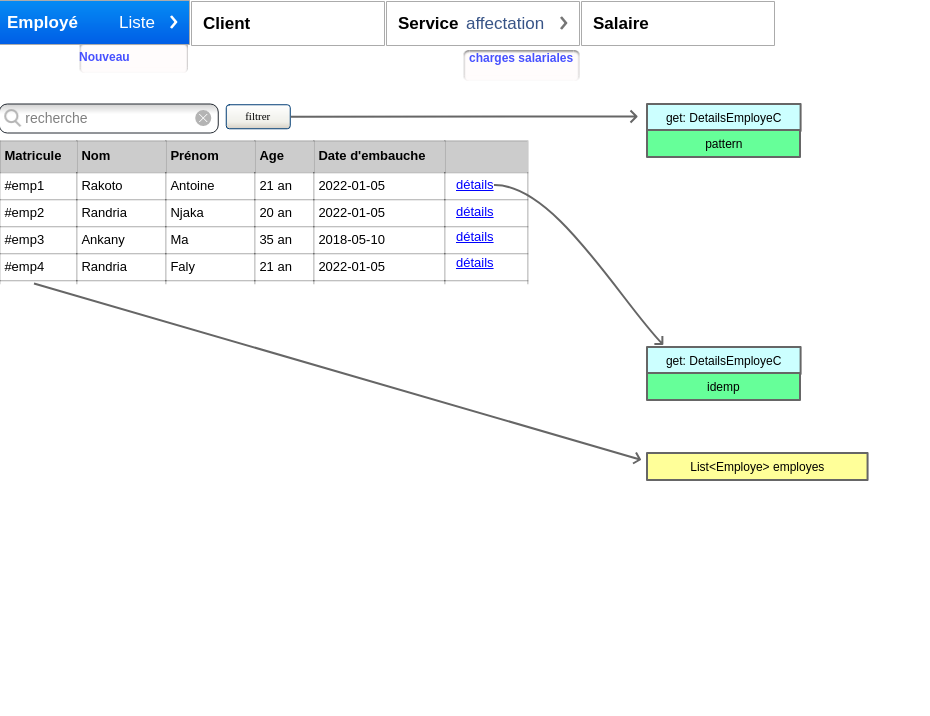 Employé Liste Client Service affectation Salaire
Nouveau charges salariales
recherche filtrer get: DetailsEmployeC
pattern
Matricule Nom Prénom Age Date d'embauche
#emp1 Rakoto Antoine 21 an 2022-01-05 détails
#emp2 Randria Njaka 20 an 2022-01-05 détails
#emp3 Ankany Ma 35 an 2018-05-10 détails
#emp4 Randria Faly 21 an 2022-01-05 détails
get: DetailsEmployeC
idemp
List<Employe> employes